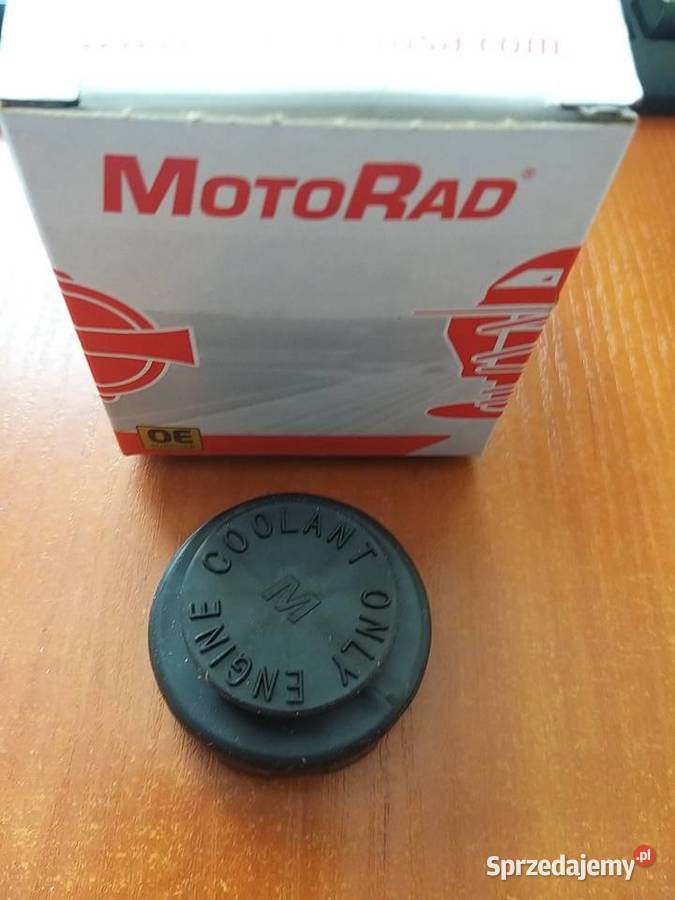 MOTORAD®
OE
ENGINE COOLANT ONLY
M
Sprzedajemy.pl